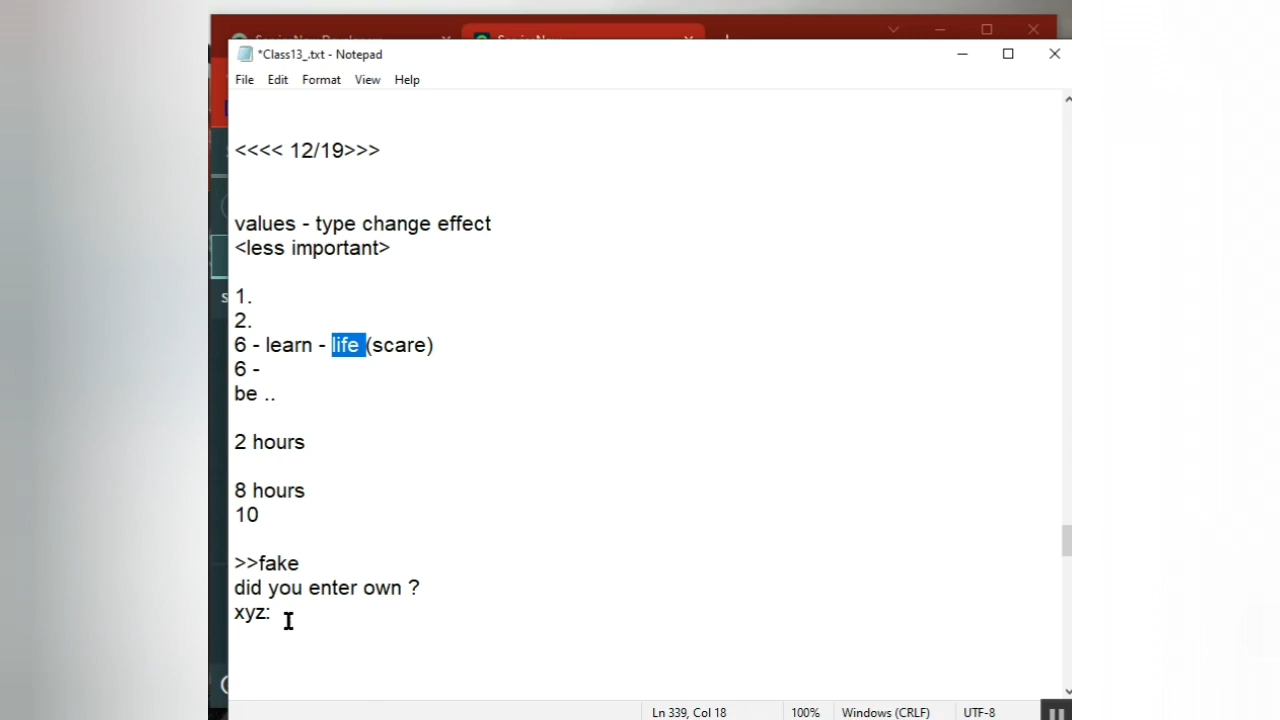 *Class13_.txt - Notepad
File Edit Format View Help
<<<< 12/19>>>
values - type change effect
<less important>
1.
2.
6 - learn - life (scare)
6 -
be ..
2 hours
8 hours
10
>>fake
did you enter own ?
xyz:
Ln 339, Col 18 100% Windows (CRLF) UTF-8